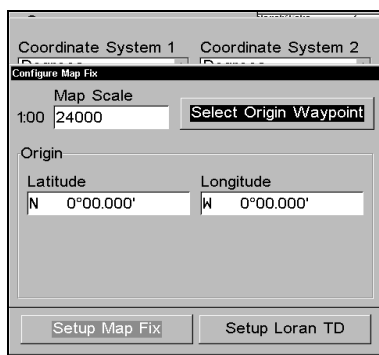 Coordinate System 1 Coordinate System 2
Configure Map Fix
Map Scale
1:00 24000 Select Origin Waypoint
Origin
Latitude Longitude
N 0°00.000' W 0°00.000'
Setup Map Fix Setup Loran TD